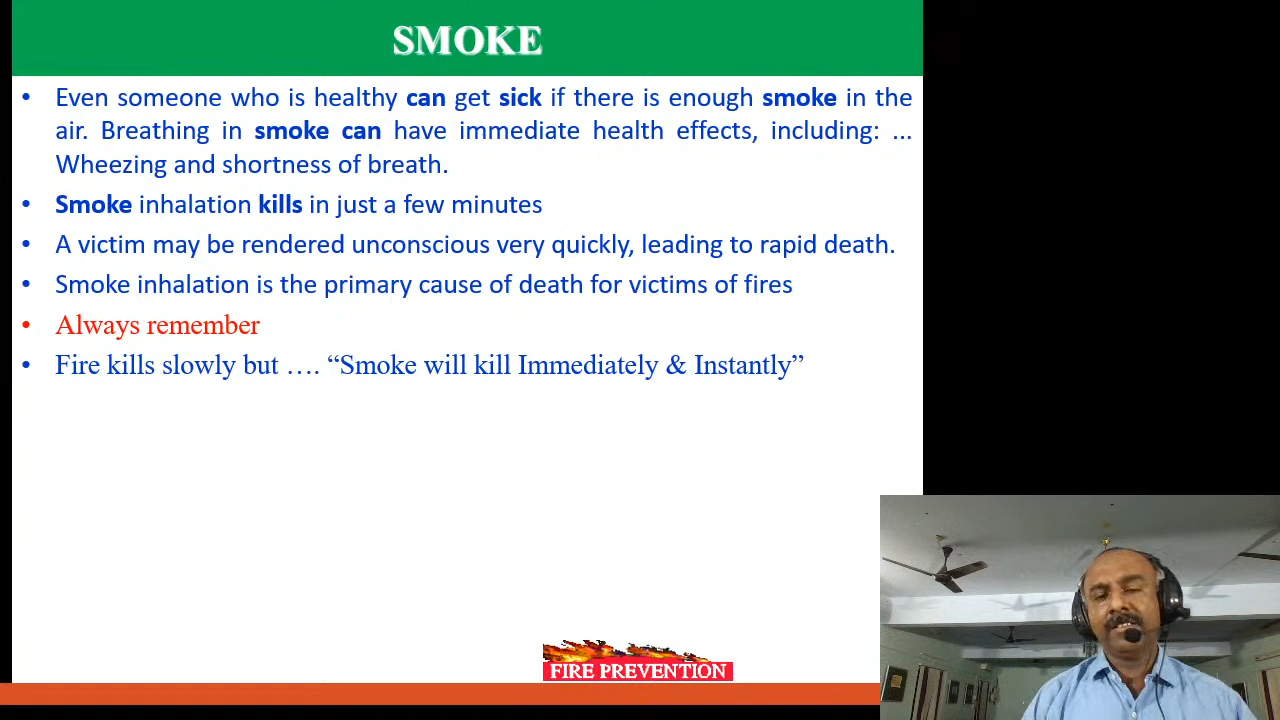 SMOKE
• Even someone who is healthy can get sick if there is enough smoke in the
air. Breathing in smoke can have immediate health effects, including: ...
Wheezing and shortness of breath.
• Smoke inhalation kills in just a few minutes
• A victim may be rendered unconscious very quickly, leading to rapid death.
• Smoke inhalation is the primary cause of death for victims of fires
• Always remember
• Fire kills slowly but …. “Smoke will kill Immediately & Instantly”
FIRE PREVENTION